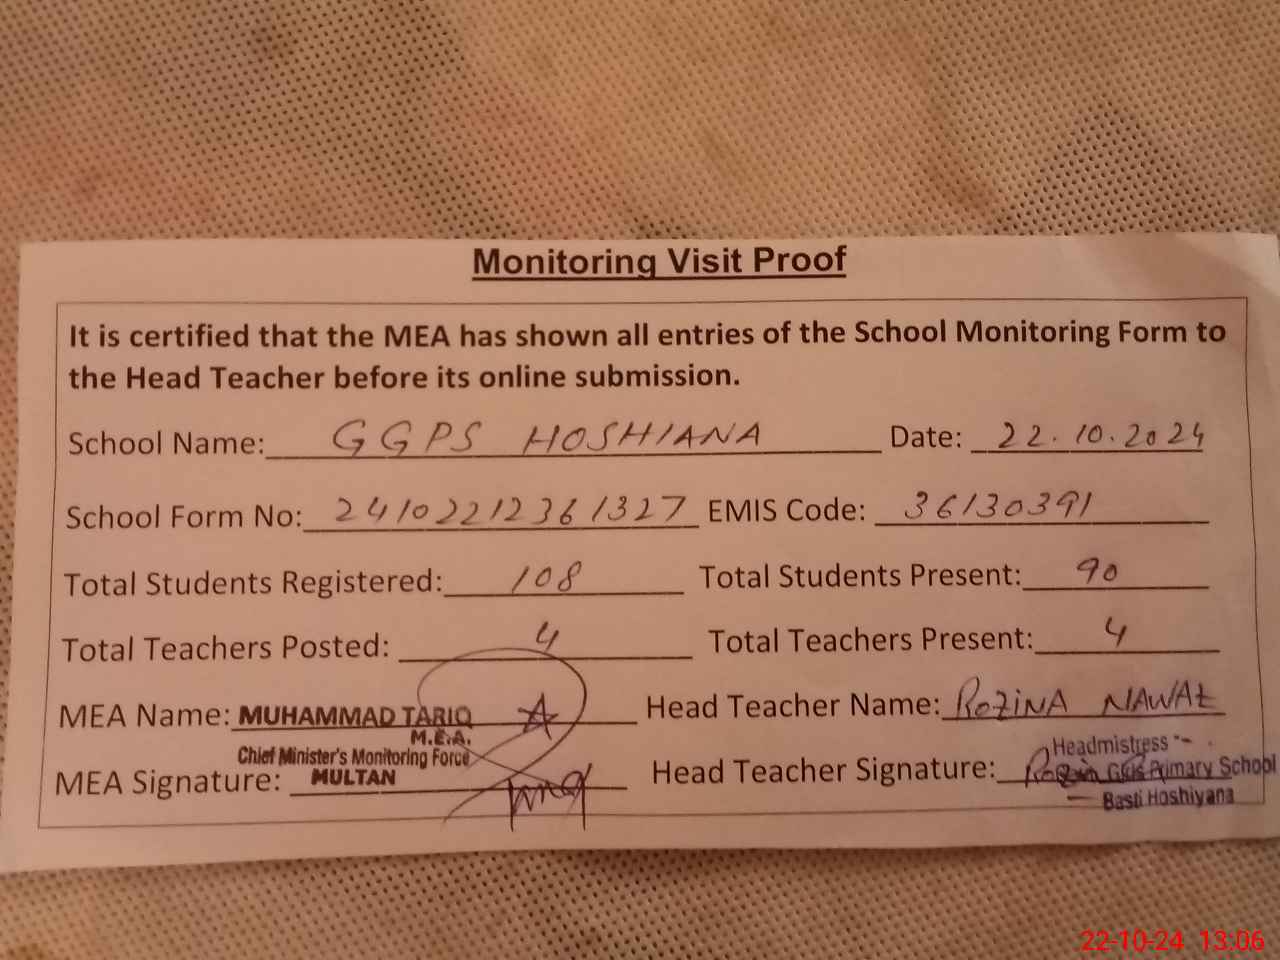 Monitoring Visit Proof
It is certified that the MEA has shown all entries of the School Monitoring Form to
the Head Teacher before its online submission.
School Name: GGPS HOSHIANA Date: 22.10.2024
School Form No: 24102212361327 EMIS Code: 36130391
Total Students Registered: 108 Total Students Present: 90
Total Teachers Posted: 4 Total Teachers Present: 4
MEA Name: MUHAMMAD TARIQ Head Teacher Name: ROZINA NAWAZ
M.E.A.
Chief Minister's Monitoring Force
MEA Signature: MULTAN Head Teacher Signature:
Headmistress
Primary School
Basti Hoshiyana
22-10-24 13:06